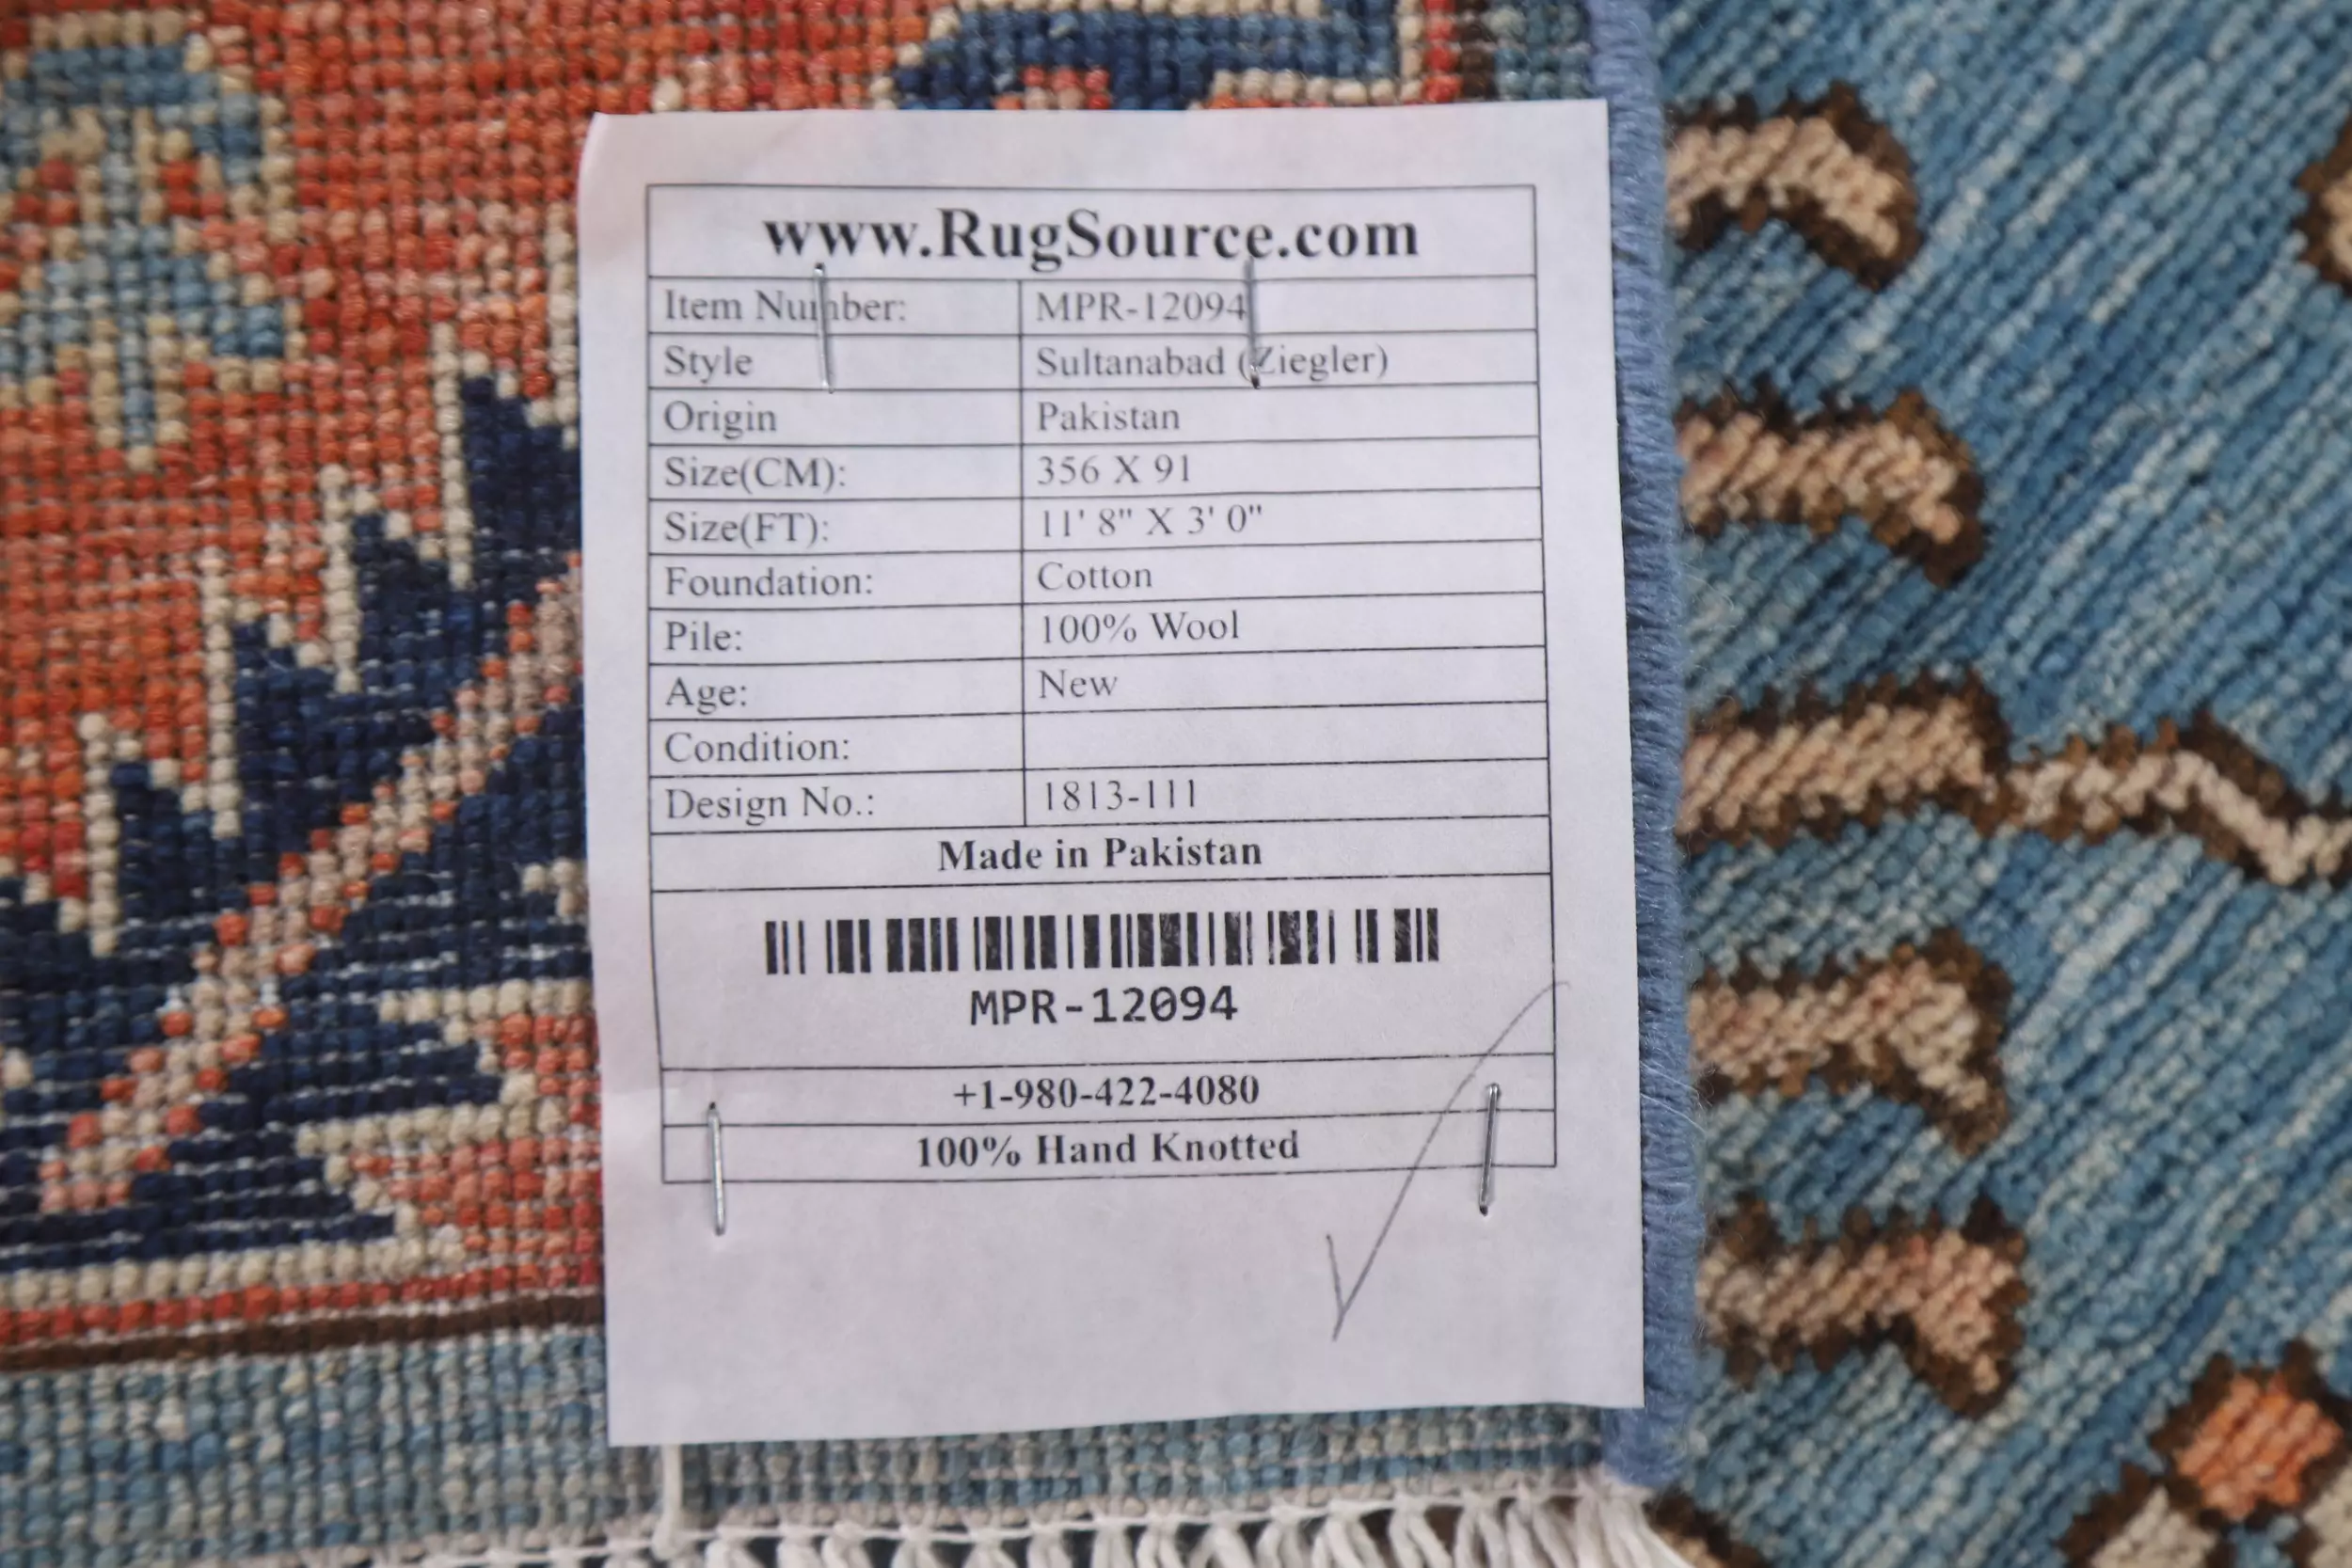 www.RugSource.com
Item Number: MPR-12094
Style Sultanabad (Ziegler)
Origin Pakistan
Size(CM): 356 X 91
Size(FT): 11' 8" X 3' 0"
Foundation: Cotton
Pile: 100% Wool
Age: New
Condition:
Design No.: 1813-111
Made in Pakistan
MPR-12094
+1-980-422-4080
100% Hand Knotted